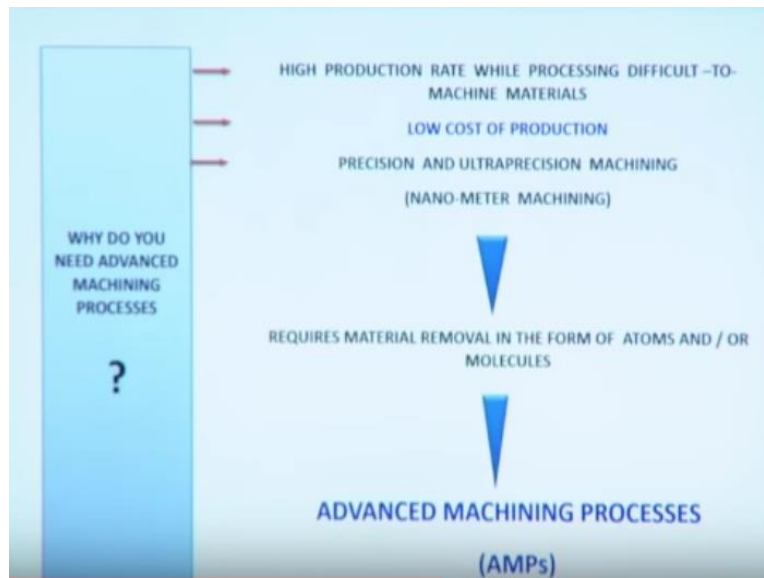 WHY DO YOU
NEED ADVANCED
MACHINING
PROCESSES
?
HIGH PRODUCTION RATE WHILE PROCESSING DIFFICULT –TO-
MACHINE MATERIALS
LOW COST OF PRODUCTION
PRECISION AND ULTRAPRECISION MACHINING
(NANO-METER MACHINING)
REQUIRES MATERIAL REMOVAL IN THE FORM OF ATOMS AND / OR
MOLECULES
ADVANCED MACHINING PROCESSES
(AMPs)